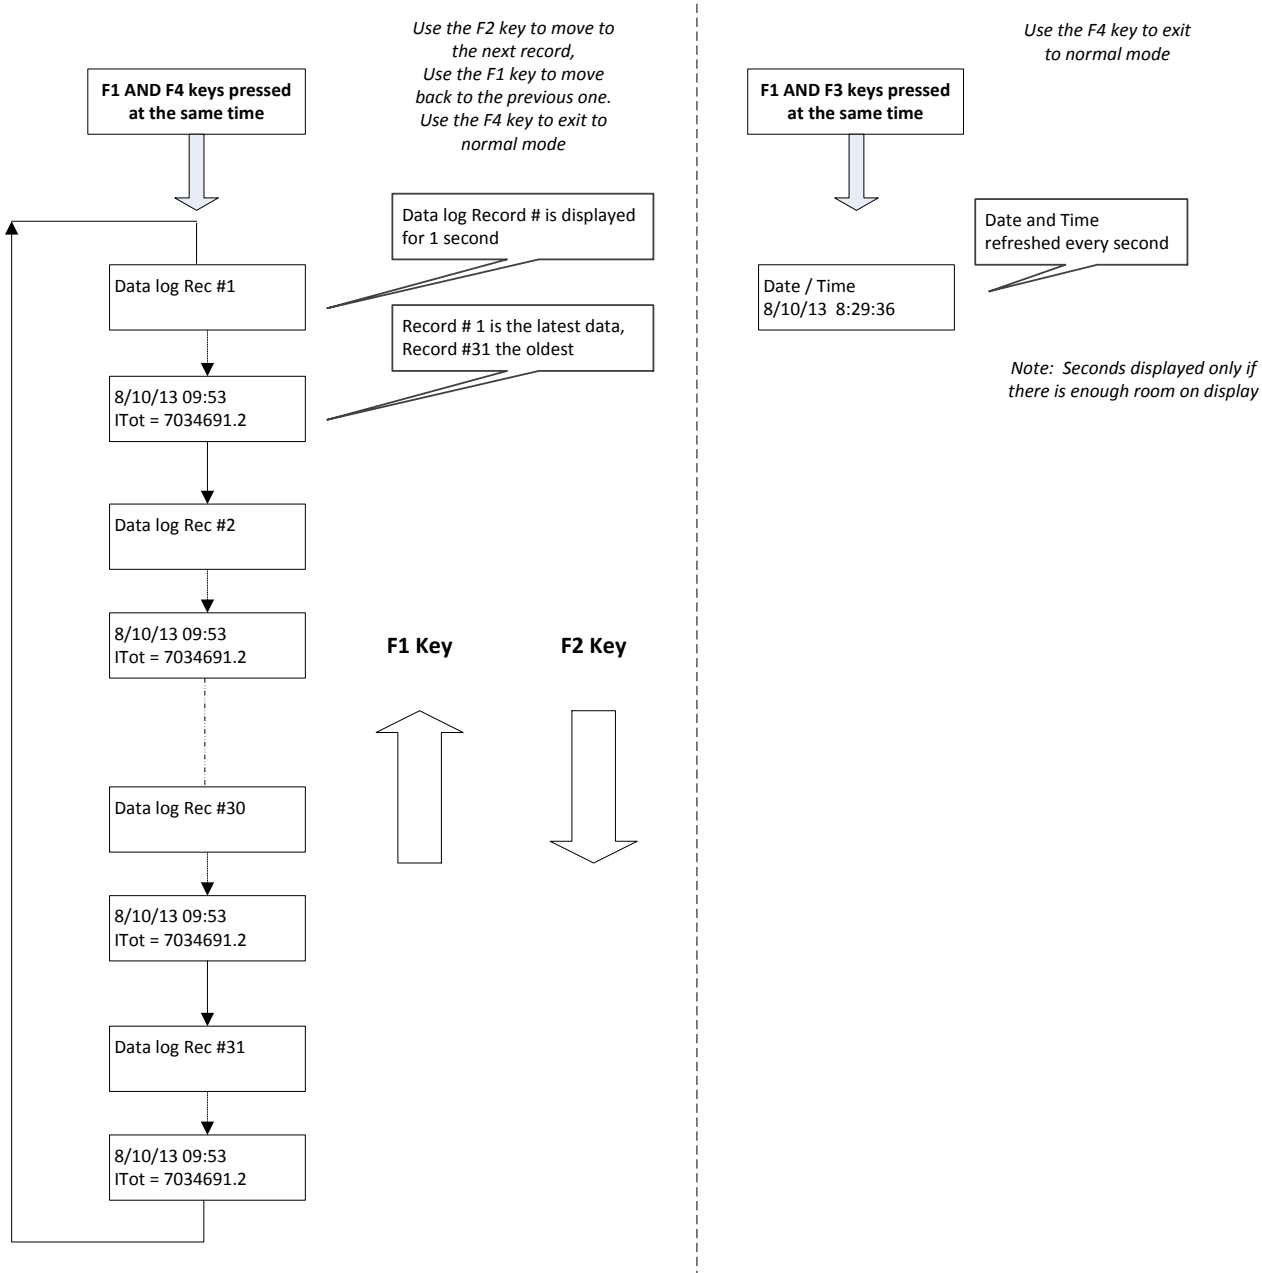 Use the F2 key to move to
the next record,
Use the F1 key to move
back to the previous one.
Use the F4 key to exit to
normal mode
F1 AND F4 keys pressed
at the same time
Data log Record # is displayed
for 1 second
Data log Rec #1
Record # 1 is the latest data,
Record #31 the oldest
8/10/13 09:53
ITot = 7034691.2
Data log Rec #2
8/10/13 09:53
ITot = 7034691.2
F1 Key
F2 Key
Data log Rec #30
8/10/13 09:53
ITot = 7034691.2
Data log Rec #31
8/10/13 09:53
ITot = 7034691.2
Use the F4 key to exit
to normal mode
F1 AND F3 keys pressed
at the same time
Date and Time
refreshed every second
Date / Time
8/10/13  8:29:36
Note:  Seconds displayed only if
there is enough room on display